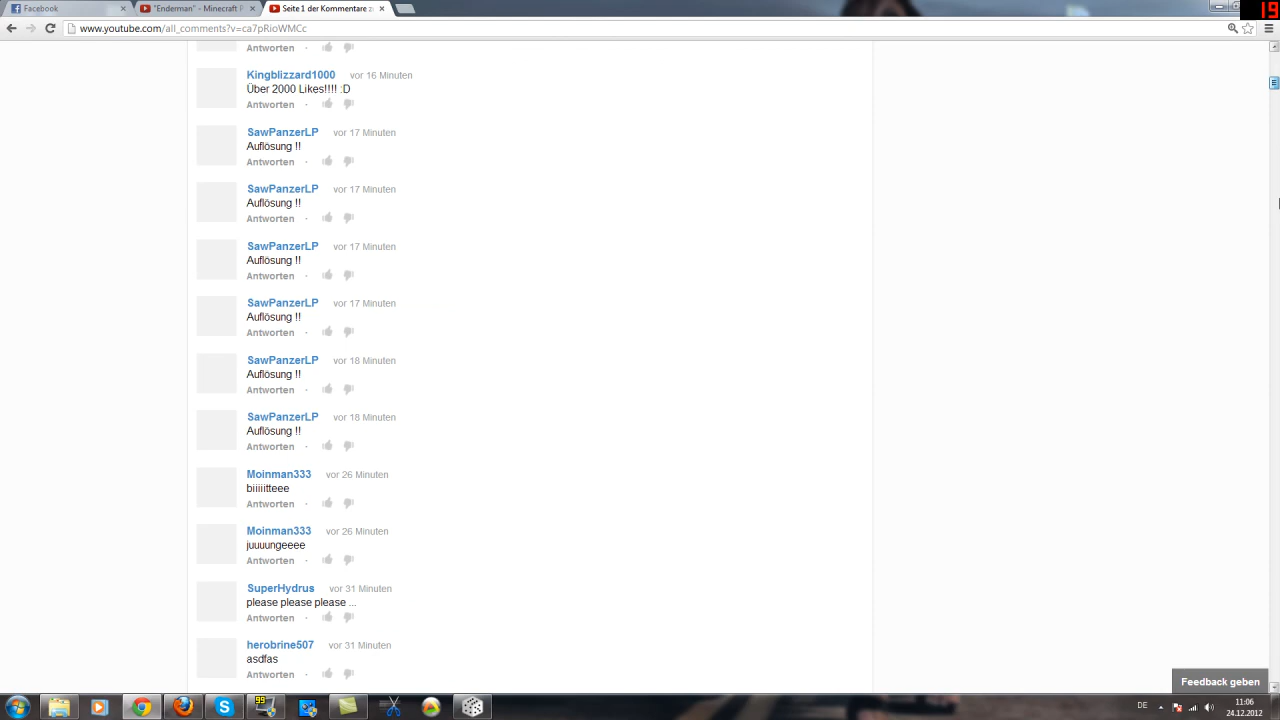 Facebook
"Enderman" - Minecraft P
Seite 1 der Kommentare zu
19
www.youtube.com/all_comments?v=ca7pRioWMCc
Antworten ·
Kingblizzard1000 vor 16 Minuten
Über 2000 Likes!!!! :D
Antworten ·
SawPanzerLP vor 17 Minuten
Auflösung !!
Antworten ·
SawPanzerLP vor 17 Minuten
Auflösung !!
Antworten ·
SawPanzerLP vor 17 Minuten
Auflösung !!
Antworten ·
SawPanzerLP vor 17 Minuten
Auflösung !!
Antworten ·
SawPanzerLP vor 18 Minuten
Auflösung !!
Antworten ·
SawPanzerLP vor 18 Minuten
Auflösung !!
Antworten ·
Moinman333 vor 26 Minuten
biiiiitteee
Antworten ·
Moinman333 vor 26 Minuten
juuuungeeee
Antworten ·
SuperHydrus vor 31 Minuten
please please please ...
Antworten ·
herobrine507 vor 31 Minuten
asdfas
Antworten ·
Feedback geben
99
DE
11:06
24.12.2012